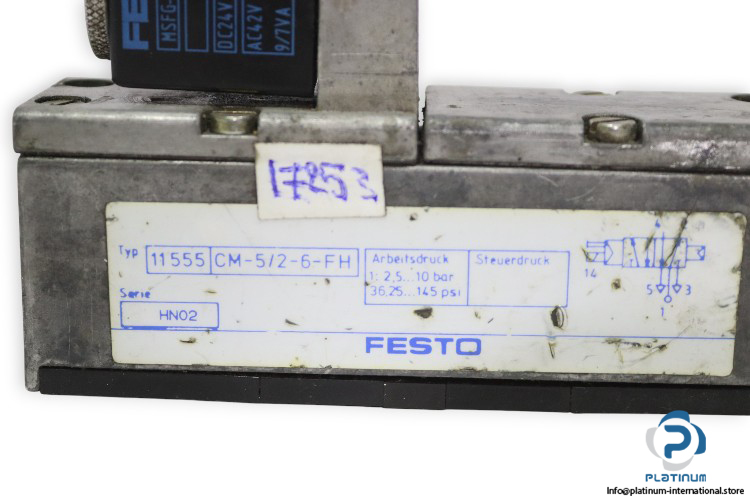 FE
MSFG-
DC24V
AC42V
9/7VA
17253
Typ 11555 CM-5/2-6-FH
Arbeitsdruck
1: 2,5...10 bar
36.25...145 psi
Steuerdruck
Serie
HN02
14
4
5 3
1
FESTO
PLATINUM
Info@platinum-international.store